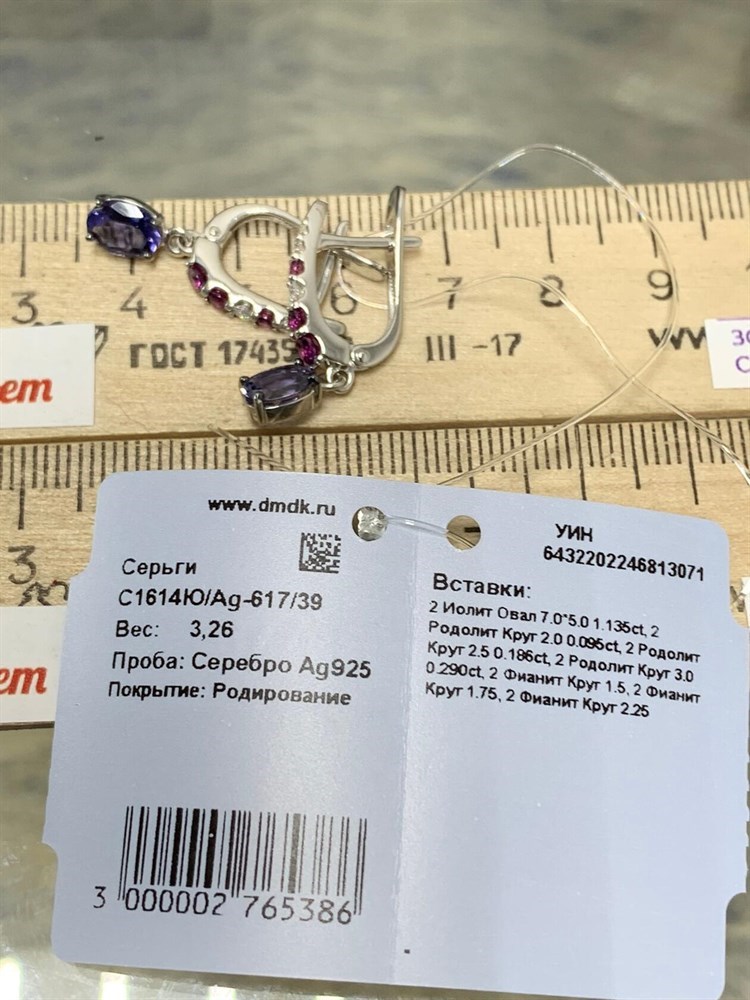 3 4 6 7 8 9
ГОСТ 17435 III -17
ет
3
ет
www.dmdk.ru
Серьги
С1614Ю/Ag-617/39
Вес: 3,26
Проба: Серебро Ag925
Покрытие: Родирование
3 000002 765386
УИН
6432202246813071
Вставки:
2 Иолит Овал 7.0*5.0 1.135ct, 2
Родолит Круг 2.0 0.095ct, 2 Родолит
Круг 2.5 0.186ct, 2 Родолит Круг 3.0
0.290ct, 2 Фианит Круг 1.5, 2 Фианит
Круг 1.75, 2 Фианит Круг 2.25